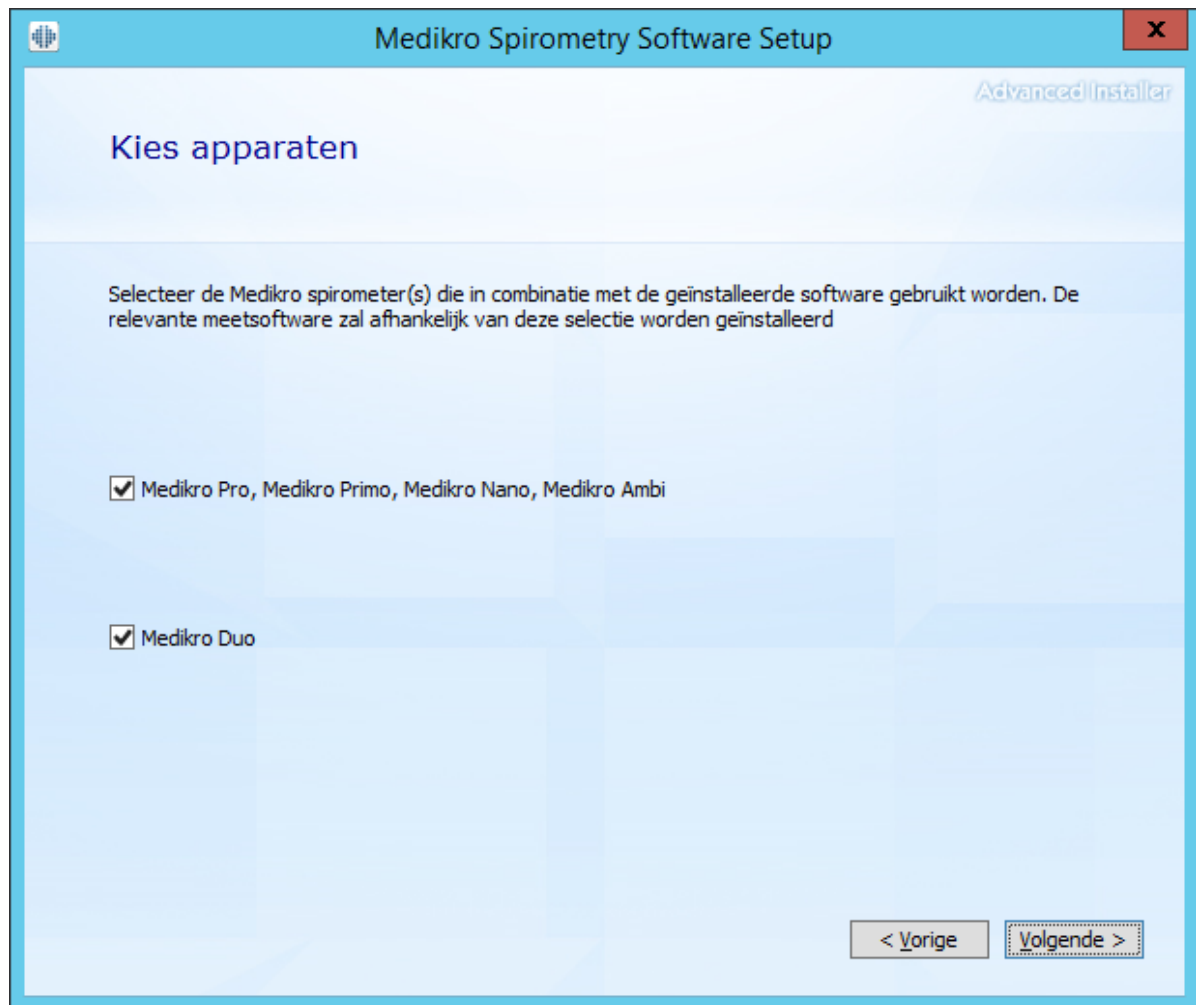 Medikro Spirometry Software Setup
x
Advanced Installer
Kies apparaten
Selecteer de Medikro spirometer(s) die in combinatie met de geïnstalleerde software gebruikt worden. De
relevante meetsoftware zal afhankelijk van deze selectie worden geïnstalleerd
Medikro Pro, Medikro Primo, Medikro Nano, Medikro Ambi
Medikro Duo
< Vorige
Volgende >